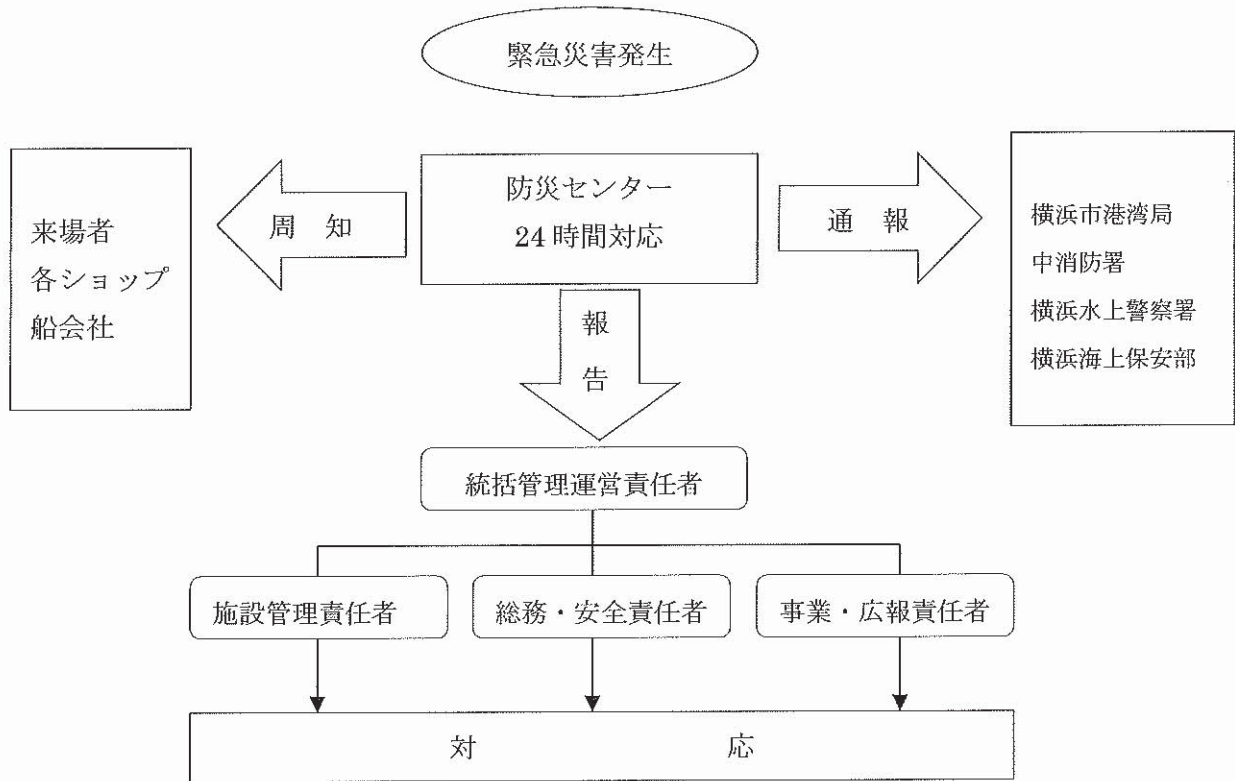 緊急災害発生
来場者
各ショップ
船会社
周　知
防災センター
24時間対応
通　報
横浜市港湾局
中消防署
横浜水上警察署
横浜海上保安部
報
告
統括管理運営責任者
施設管理責任者
総務・安全責任者
事業・広報責任者
対　　　　応